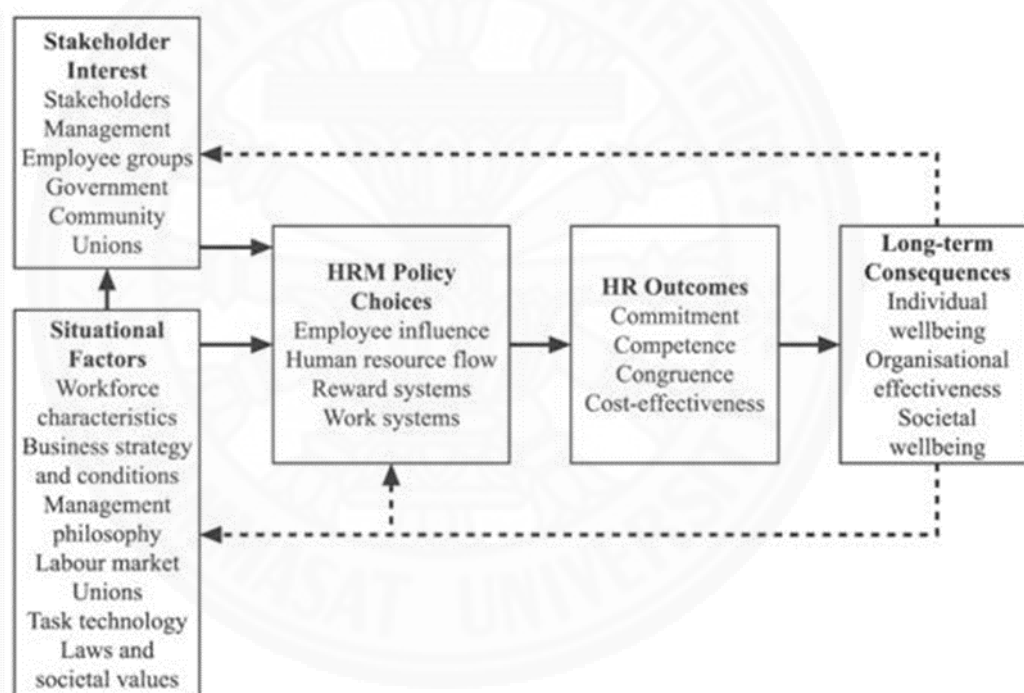 Stakeholder
Interest
Stakeholders
Management
Employee groups
Government
Community
Unions
Situational
Factors
Workforce
characteristics
Business strategy
and conditions
Management
philosophy
Labour market
Unions
Task technology
Laws and
societal values
HRM Policy
Choices
Employee influence
Human resource flow
Reward systems
Work systems
HR Outcomes
Commitment
Competence
Congruence
Cost-effectiveness
Long-term
Consequences
Individual
wellbeing
Organisational
effectiveness
Societal
wellbeing